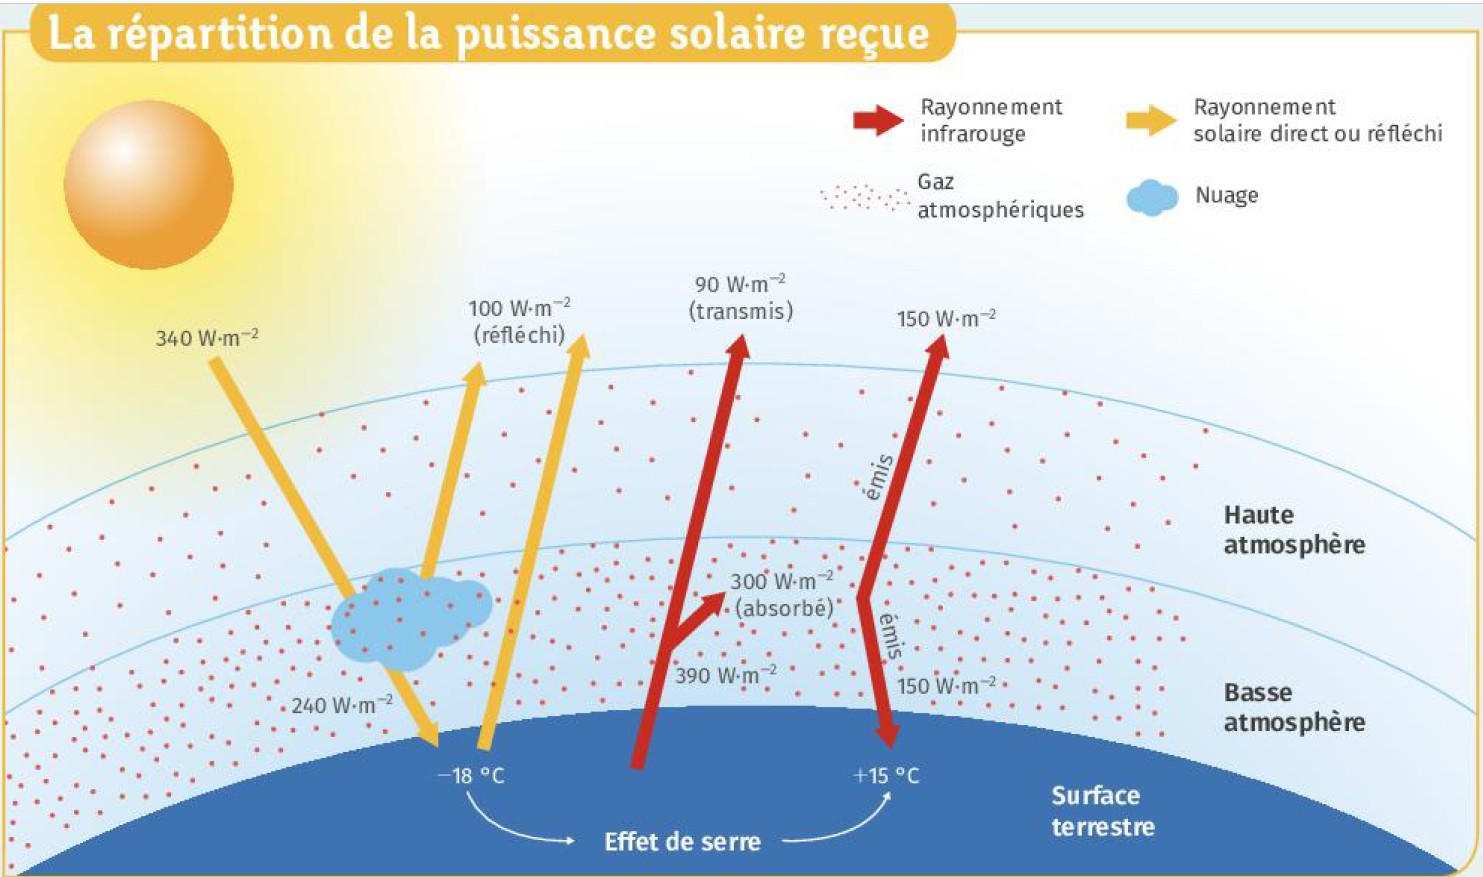 La répartition de la puissance solaire reçue
Rayonnement
infrarouge
Rayonnement
solaire direct ou réfléchi
Gaz
atmosphériques
Nuage
340 W·m⁻²
100 W·m⁻²
(réfléchi)
90 W·m⁻²
(transmis)
150 W·m⁻²
émis
Haute
atmosphère
300 W·m⁻²
(absorbé)
émis
390 W·m⁻²
150 W·m⁻²
240 W·m⁻²
Basse
atmosphère
−18 °C
+15 °C
Surface
terrestre
Effet de serre